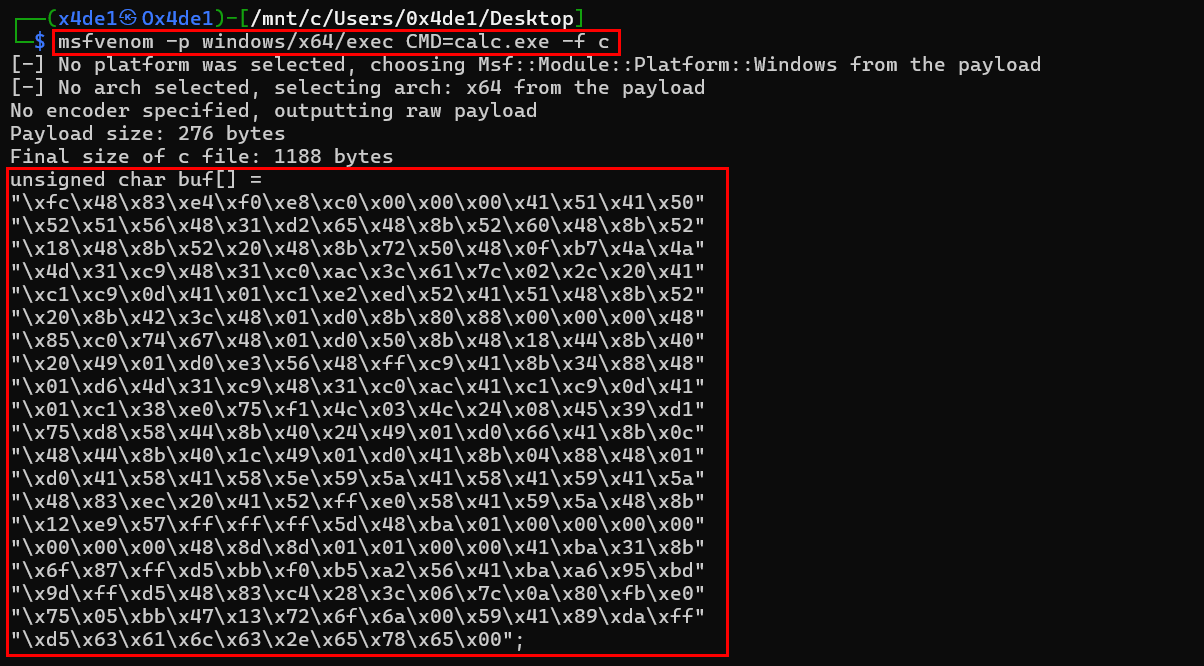 ┌──(x4de1㉿0x4de1)-[/mnt/c/Users/0x4de1/Desktop]
└─$ msfvenom -p windows/x64/exec CMD=calc.exe -f c
[-] No platform was selected, choosing Msf::Module::Platform::Windows from the payload
[-] No arch selected, selecting arch: x64 from the payload
No encoder specified, outputting raw payload
Payload size: 276 bytes
Final size of c file: 1188 bytes
unsigned char buf[] =
"\xfc\x48\x83\xe4\xf0\xe8\xc0\x00\x00\x00\x41\x51\x41\x50"
"\x52\x51\x56\x48\x31\xd2\x65\x48\x8b\x52\x60\x48\x8b\x52"
"\x18\x48\x8b\x52\x20\x48\x8b\x72\x50\x48\x0f\xb7\x4a\x4a"
"\x4d\x31\xc9\x48\x31\xc0\xac\x3c\x61\x7c\x02\x2c\x20\x41"
"\xc1\xc9\x0d\x41\x01\xc1\xe2\xed\x52\x41\x51\x48\x8b\x52"
"\x20\x8b\x42\x3c\x48\x01\xd0\x8b\x80\x88\x00\x00\x00\x48"
"\x85\xc0\x74\x67\x48\x01\xd0\x50\x8b\x48\x18\x44\x8b\x40"
"\x20\x49\x01\xd0\xe3\x56\x48\xff\xc9\x41\x8b\x34\x88\x48"
"\x01\xd6\x4d\x31\xc9\x48\x31\xc0\xac\x41\xc1\xc9\x0d\x41"
"\x01\xc1\x38\xe0\x75\xf1\x4c\x03\x4c\x24\x08\x45\x39\xd1"
"\x75\xd8\x58\x44\x8b\x40\x24\x49\x01\xd0\x66\x41\x8b\x0c"
"\x48\x44\x8b\x40\x1c\x49\x01\xd0\x41\x8b\x04\x88\x48\x01"
"\xd0\x41\x58\x41\x58\x5e\x59\x5a\x41\x58\x41\x59\x41\x5a"
"\x48\x83\xec\x20\x41\x52\xff\xe0\x58\x41\x59\x5a\x48\x8b"
"\x12\xe9\x57\xff\xff\xff\x5d\x48\xba\x01\x00\x00\x00\x00"
"\x00\x00\x00\x48\x8d\x8d\x01\x01\x00\x00\x41\xba\x31\x8b"
"\x6f\x87\xff\xd5\xbb\xf0\xb5\xa2\x56\x41\xba\xa6\x95\xbd"
"\x9d\xff\xd5\x48\x83\xc4\x28\x3c\x06\x7c\x0a\x80\xfb\xe0"
"\x75\x05\xbb\x47\x13\x72\x6f\x6a\x00\x59\x41\x89\xda\xff"
"\xd5\x63\x61\x6c\x63\x2e\x65\x78\x65\x00";